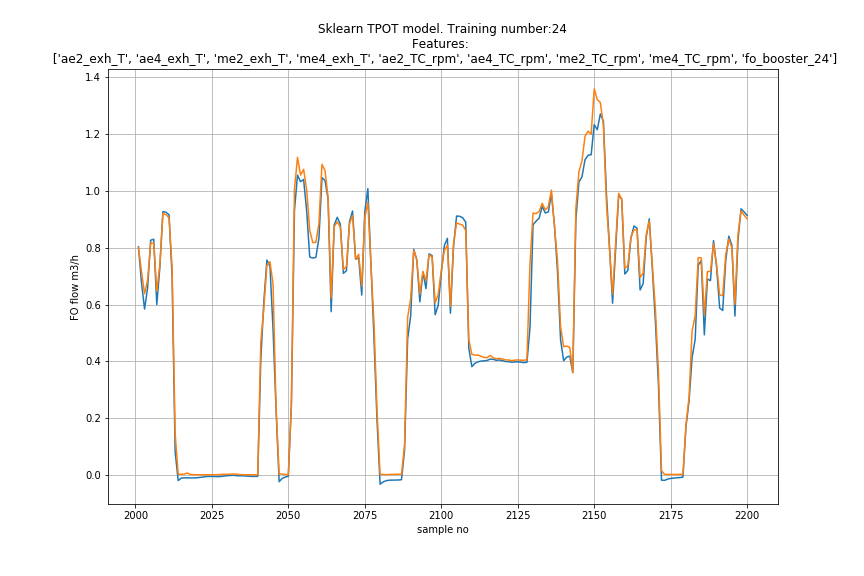 Sklearn TPOT model. Training number:24
Features:
['ae2_exh_T', 'ae4_exh_T', 'me2_exh_T', 'me4_exh_T', 'ae2_TC_rpm', 'ae4_TC_rpm', 'me2_TC_rpm', 'me4_TC_rpm', 'fo_booster_24']
1.4
1.2
1.0
0.8
0.6
0.4
0.2
0.0
FO flow m3/h
2000 2025 2050 2075 2100 2125 2150 2175 2200
sample no